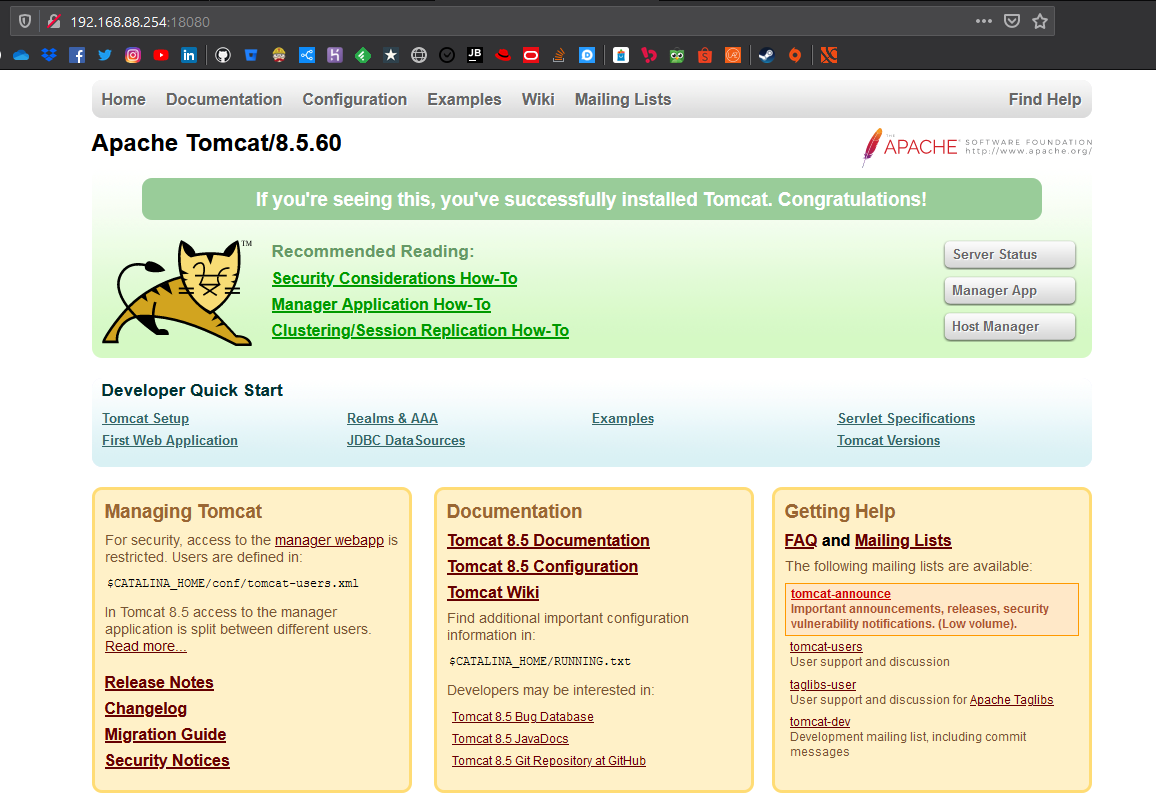 192.168.88.254:18080
Home Documentation Configuration Examples Wiki Mailing Lists Find Help
Apache Tomcat/8.5.60
THE APACHE SOFTWARE FOUNDATION
http://www.apache.org/
If you're seeing this, you've successfully installed Tomcat. Congratulations!
TM
Recommended Reading:
Security Considerations How-To
Manager Application How-To
Clustering/Session Replication How-To
Server Status
Manager App
Host Manager
Developer Quick Start
Tomcat Setup
First Web Application
Realms & AAA
JDBC DataSources
Examples
Servlet Specifications
Tomcat Versions
Managing Tomcat
For security, access to the manager webapp is
restricted. Users are defined in:
$CATALINA_HOME/conf/tomcat-users.xml
In Tomcat 8.5 access to the manager
application is split between different users.
Read more...
Release Notes
Changelog
Migration Guide
Security Notices
Documentation
Tomcat 8.5 Documentation
Tomcat 8.5 Configuration
Tomcat Wiki
Find additional important configuration
information in:
$CATALINA_HOME/RUNNING.txt
Developers may be interested in:
Tomcat 8.5 Bug Database
Tomcat 8.5 JavaDocs
Tomcat 8.5 Git Repository at GitHub
Getting Help
FAQ and Mailing Lists
The following mailing lists are available:
tomcat-announce
Important announcements, releases, security
vulnerability notifications. (Low volume).
tomcat-users
User support and discussion
taglibs-user
User support and discussion for Apache Taglibs
tomcat-dev
Development mailing list, including commit
messages